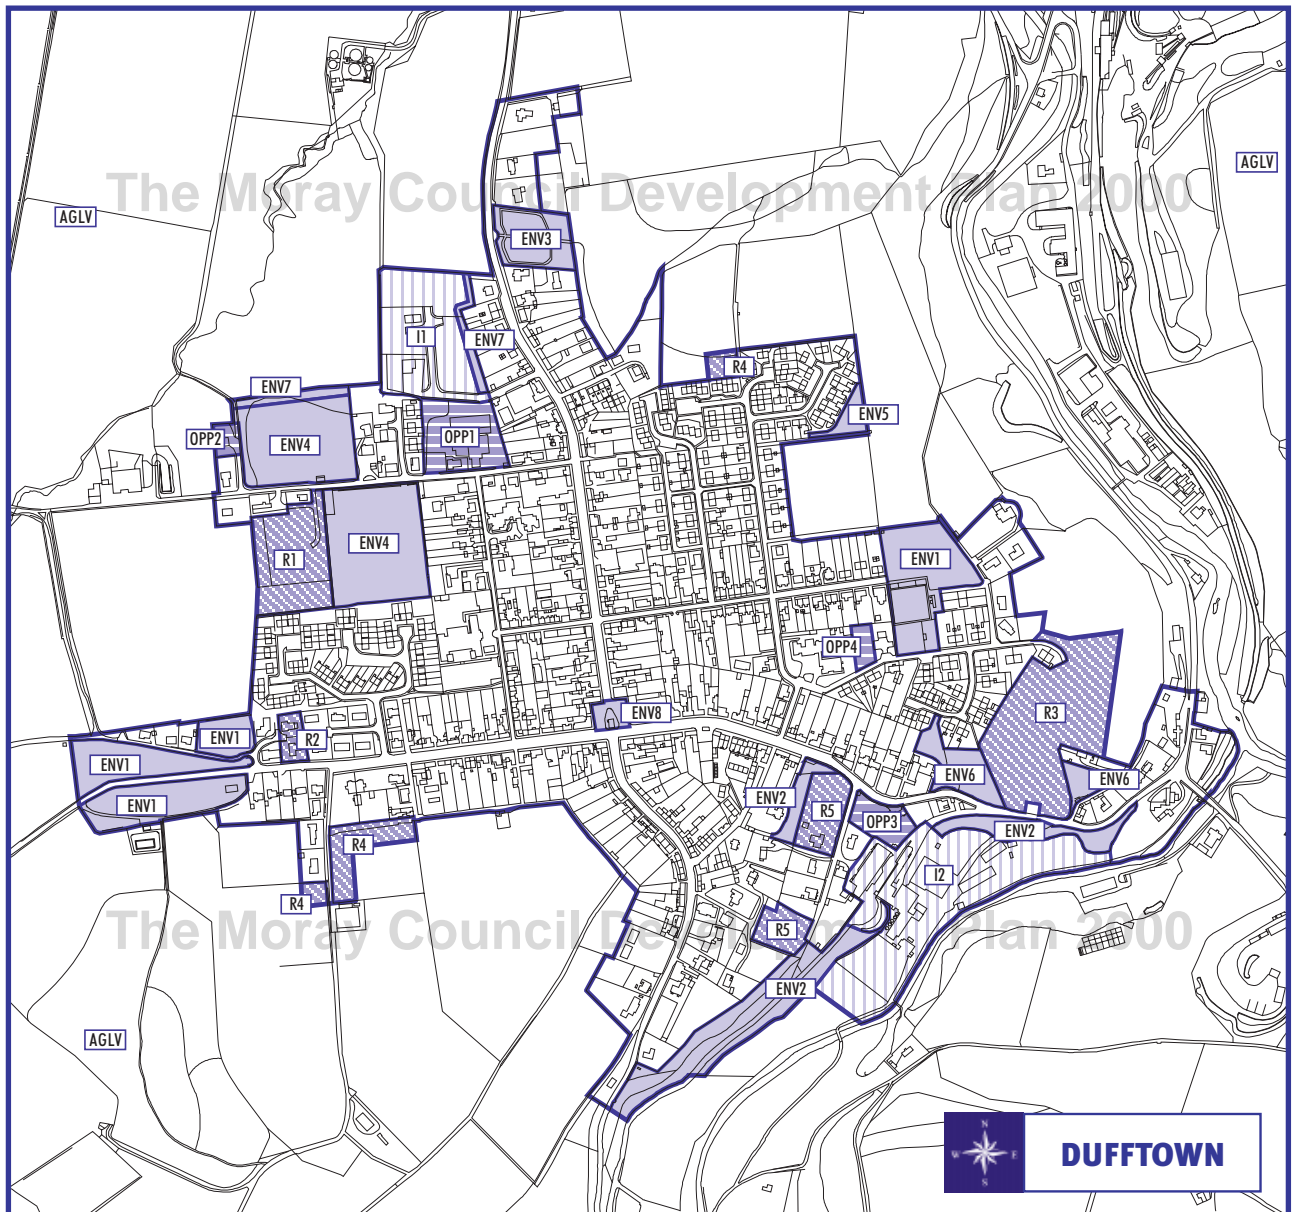 The Moray Council Development Plan 2000
AGLV
AGLV
ENV3
I1
ENV7
R4
ENV7
ENV5
OPP2
ENV4
OPP1
ENV4
R1
ENV1
OPP4
ENV8
R3
ENV1
R2
ENV1
ENV6
ENV6
ENV1
ENV2
R5
OPP3
ENV2
R4
I2
R4
The Moray Council Development Plan 2000
R5
ENV2
AGLV
N
W E
S
DUFFTOWN